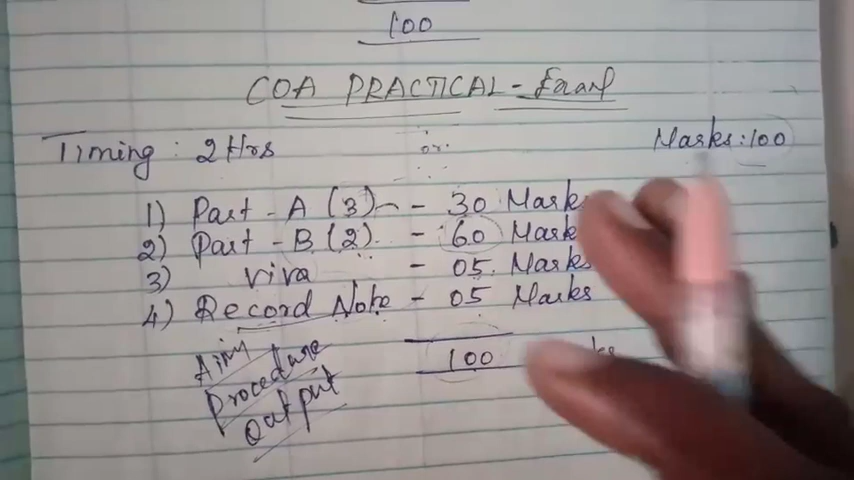 100
COA PRACTICAL - Exam
Timing : 2 Hrs
Marks : 100
1) Part - A (3) - 30 Marks
2) Part - B (2) - 60 Marks
3) Viva - 05 Marks
4) Record Note - 05 Marks
100
Aim
Procedure
Output